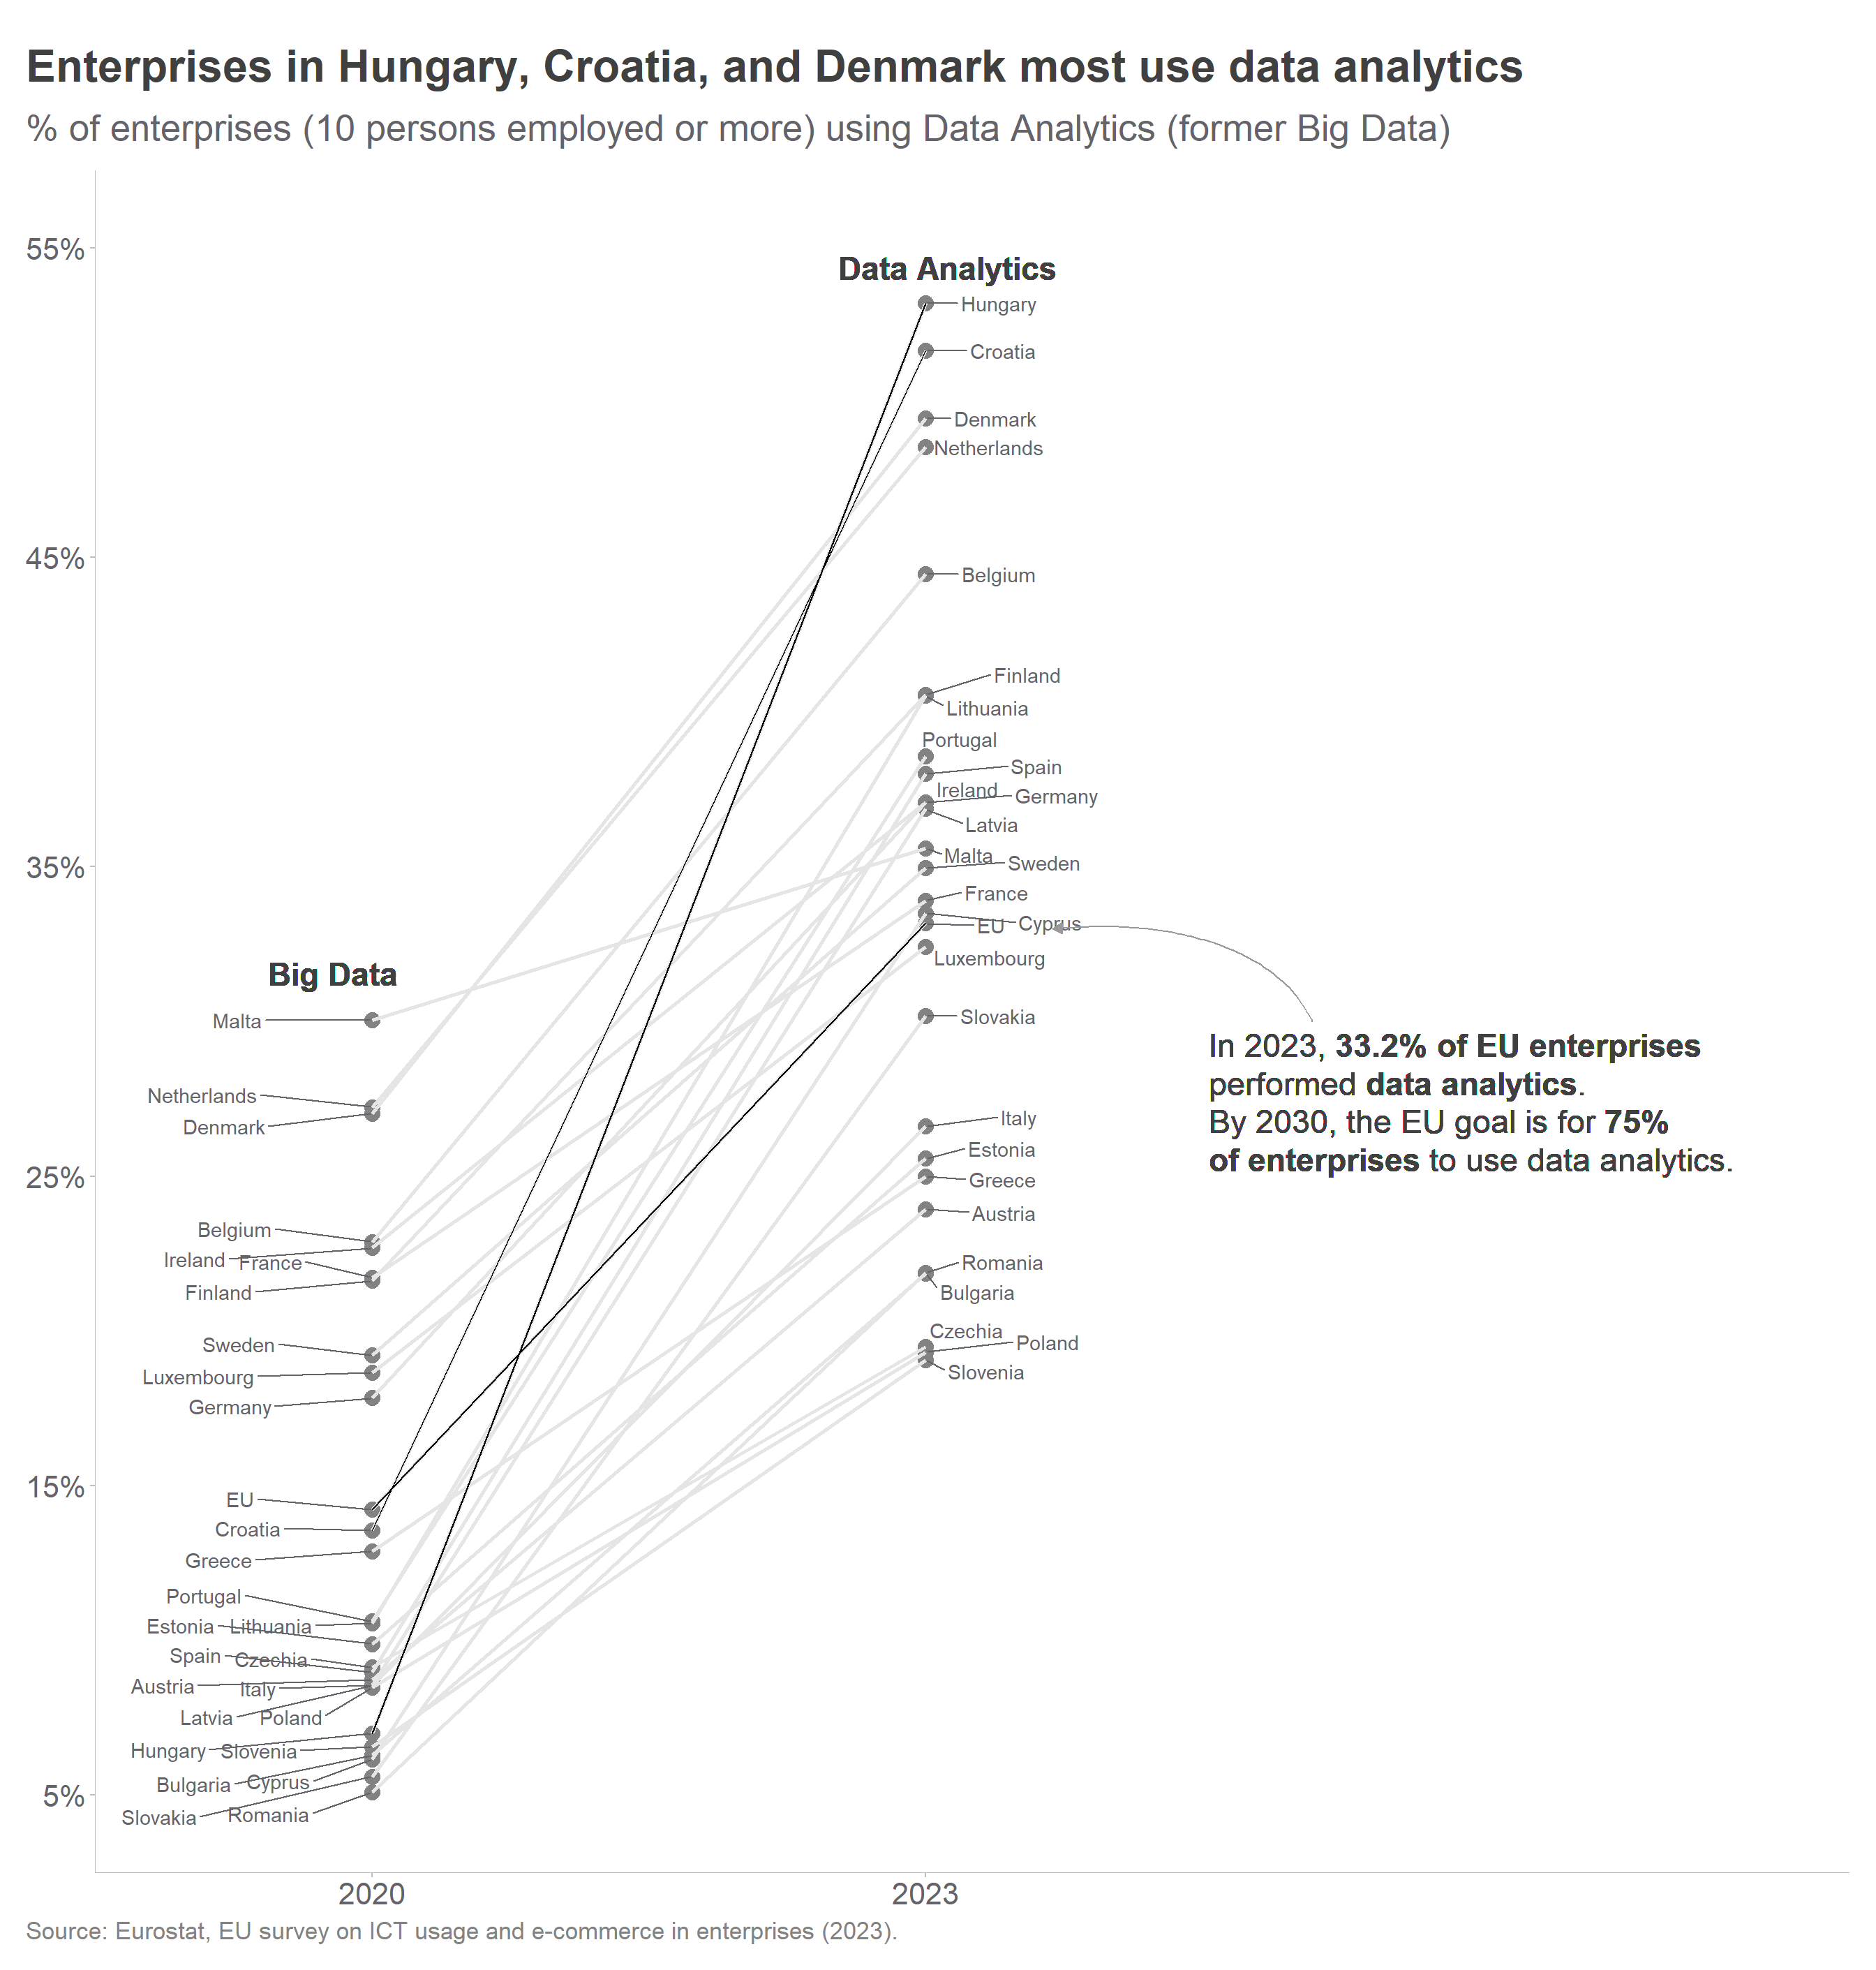 Enterprises in Hungary, Croatia, and Denmark most use data analytics
% of enterprises (10 persons employed or more) using Data Analytics (former Big Data)
55%
45%
35%
25%
15%
5%
Big Data
Malta
Netherlands
Denmark
Belgium
Ireland
France
Finland
Sweden
Luxembourg
Germany
EU
Croatia
Greece
Portugal
Estonia
Lithuania
Spain
Czechia
Austria
Italy
Latvia
Poland
Hungary
Slovenia
Bulgaria
Cyprus
Slovakia
Romania
Data Analytics
Hungary
Croatia
Denmark
Netherlands
Belgium
Finland
Lithuania
Portugal
Spain
Ireland
Germany
Latvia
Malta
Sweden
France
Cyprus
EU
Luxembourg
Slovakia
Italy
Estonia
Greece
Austria
Romania
Bulgaria
Czechia
Poland
Slovenia
In 2023, 33.2% of EU enterprises
performed data analytics.
By 2030, the EU goal is for 75%
of enterprises to use data analytics.
2020
2023
Source: Eurostat, EU survey on ICT usage and e-commerce in enterprises (2023).